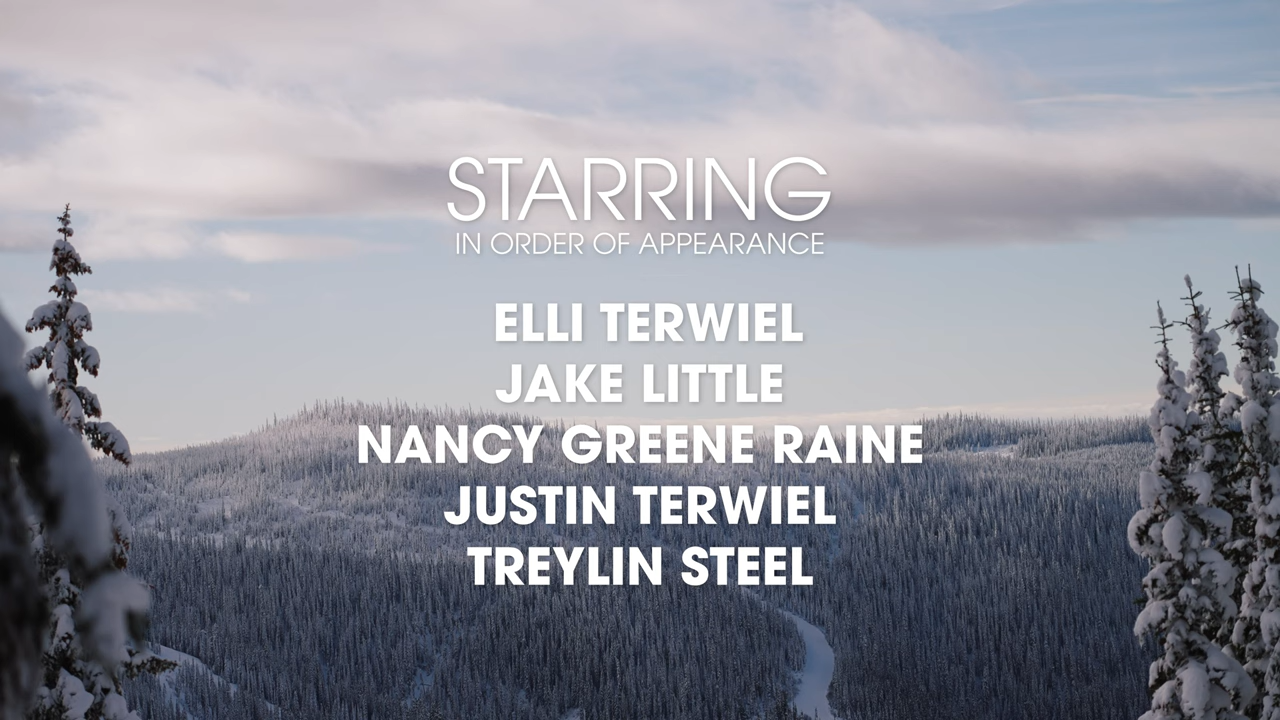 STARRING
IN ORDER OF APPEARANCE
ELLI TERWIEL
JAKE LITTLE
NANCY GREENE RAINE
JUSTIN TERWIEL
TREYLIN STEEL